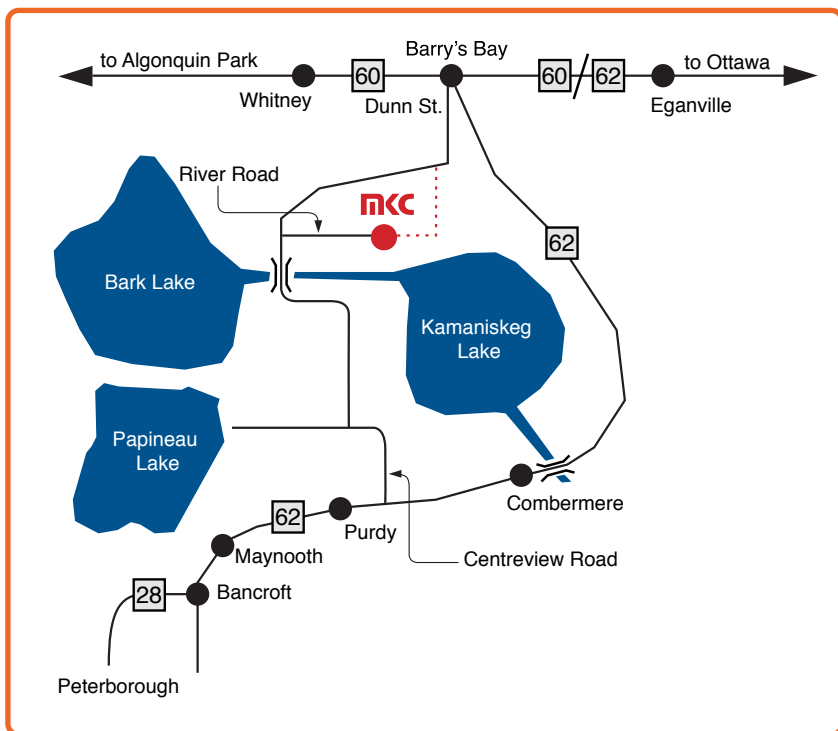 Barry's Bay
to Algonquin Park
60
60
62
to Ottawa
Whitney
Dunn St.
Eganville
River Road
MKC
62
Bark Lake
Kamaniskeg
Lake
Papineau
Lake
Combermere
62
Purdy
Maynooth
Centreview Road
28
Bancroft
Peterborough